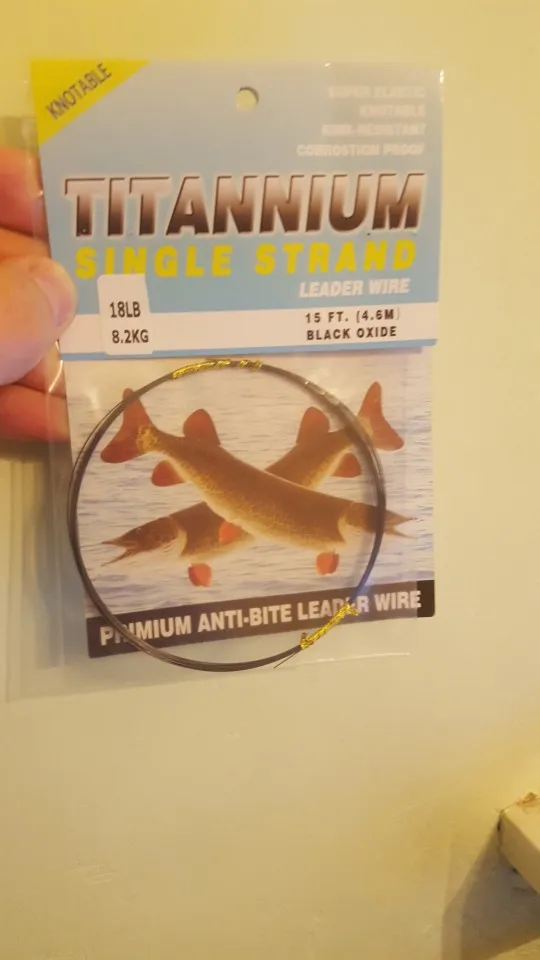 KNOTABLE
SUPER ELASTIC
KNOTABLE
KINK-RESISTANT
CORROSTION PROOF
TITANNIUM
SINGLE STRAND
LEADER WIRE
18LB
8.2KG
15 FT. (4.6M)
BLACK OXIDE
ANTI-BITE LEADER WIRE